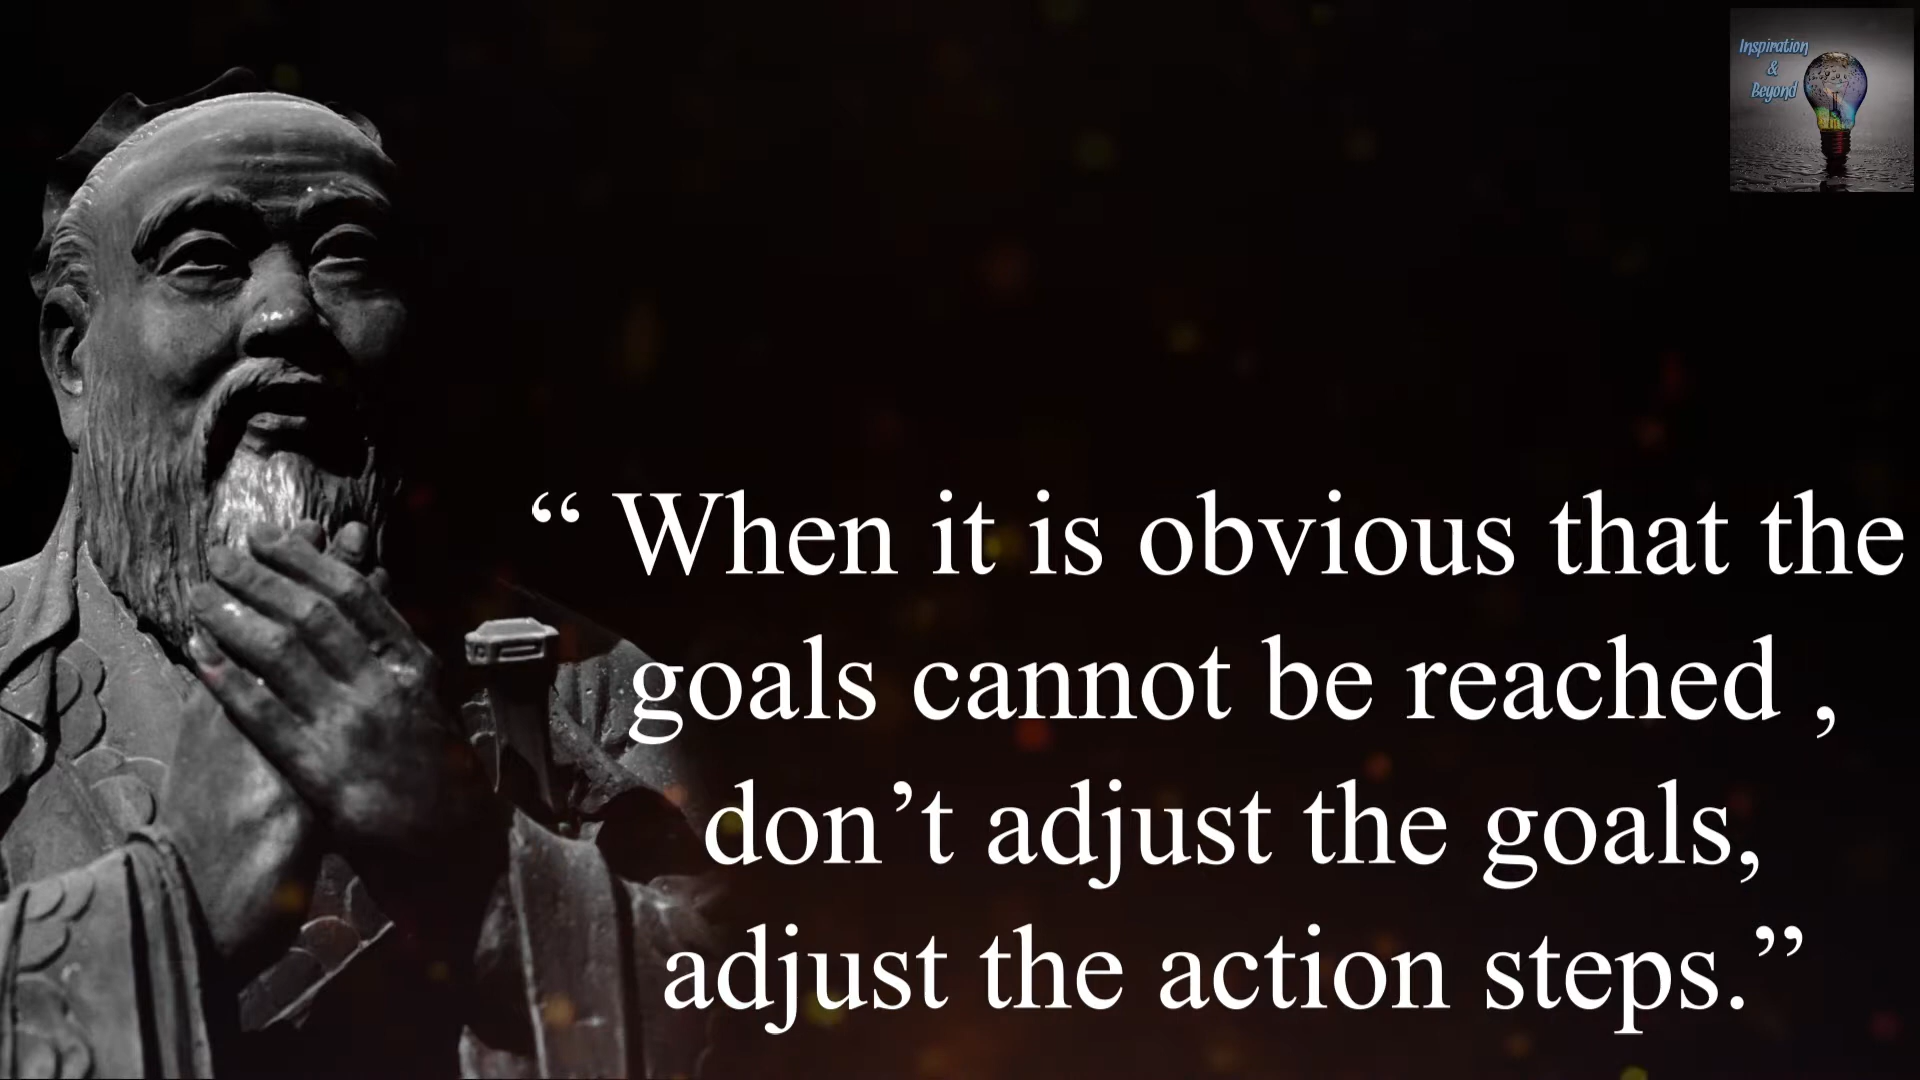 Inspiration
&
Beyond
“ When it is obvious that the
goals cannot be reached ,
don’t adjust the goals,
adjust the action steps.”